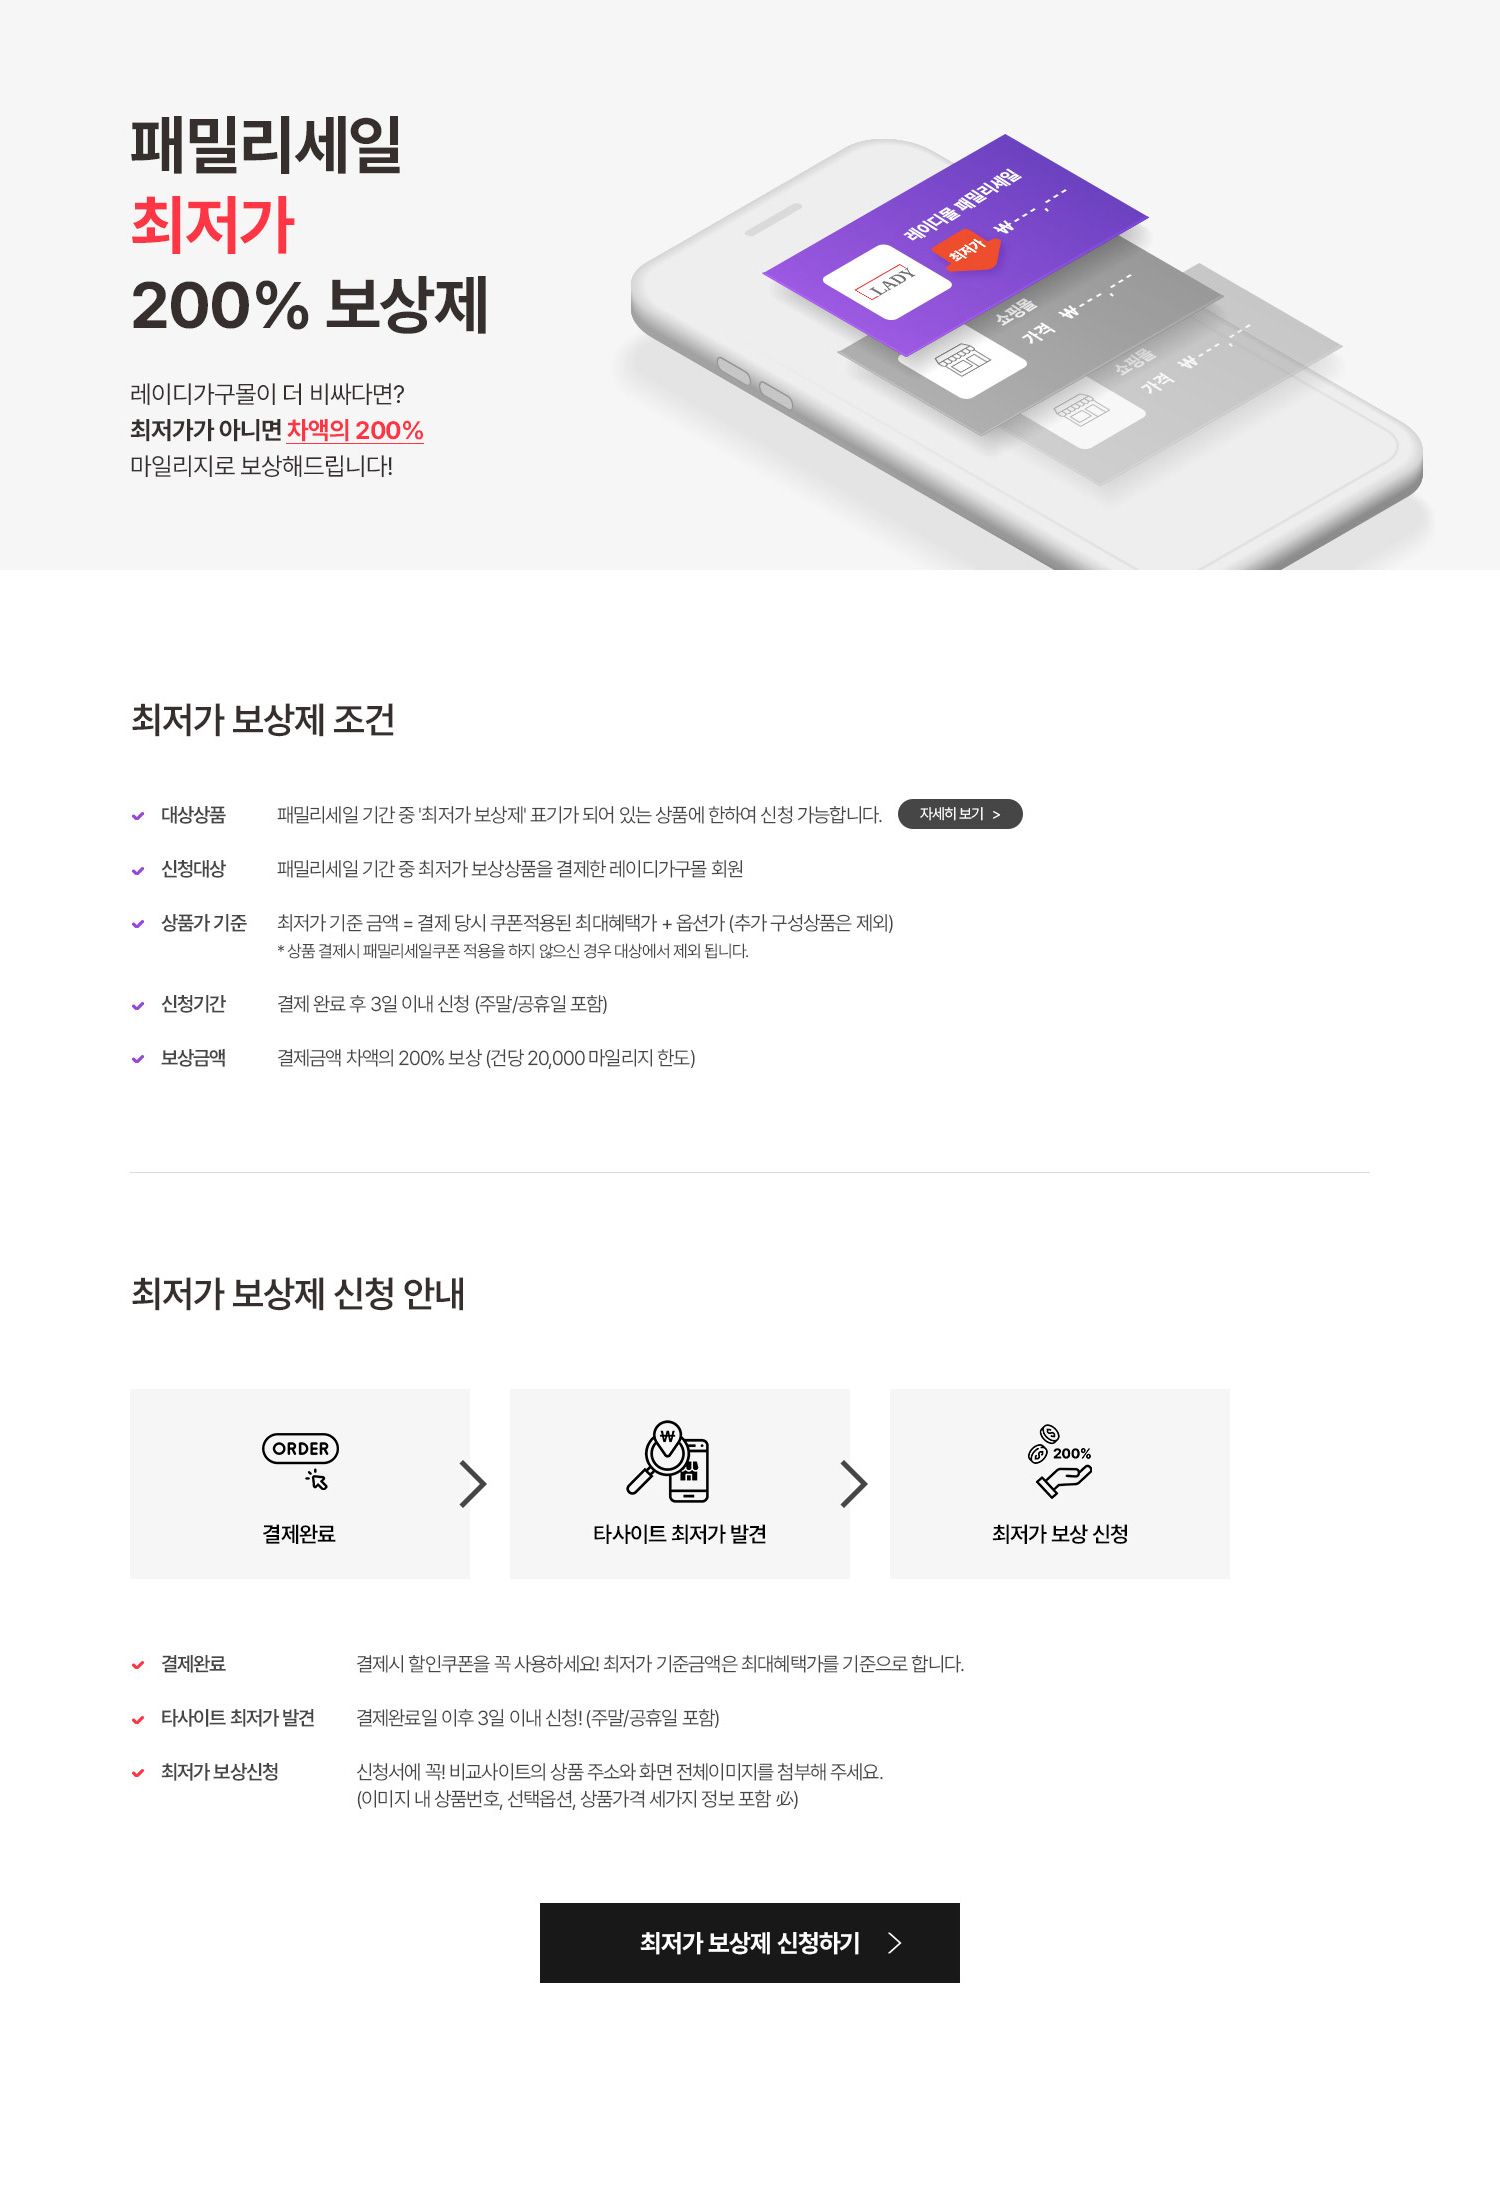 패밀리세일
최저가
200% 보상제
레이디가구몰이 더 비싸다면?
최저가가 아니면 차액의 200%
마일리지로 보상해드립니다!
레이디몰 패밀리세일
최저가 ₩---,---
LADY
쇼핑몰
가격 ₩---,---
쇼핑몰
가격 ₩---,---
최저가 보상제 조건
대상상품 패밀리세일 기간 중 '최저가 보상제' 표기가 되어 있는 상품에 한하여 신청 가능합니다. 자세히 보기 >
신청대상 패밀리세일 기간 중 최저가 보상상품을 결제한 레이디가구몰 회원
상품가 기준 최저가 기준 금액 = 결제 당시 쿠폰적용된 최대혜택가 + 옵션가 (추가 구성상품은 제외)
* 상품 결제시 패밀리세일쿠폰 적용을 하지 않으신 경우 대상에서 제외 됩니다.
신청기간 결제 완료 후 3일 이내 신청 (주말/공휴일 포함)
보상금액 결제금액 차액의 200% 보상 (건당 20,000 마일리지 한도)
최저가 보상제 신청 안내
ORDER
결제완료
₩
타사이트 최저가 발견
200%
최저가 보상 신청
결제완료 결제시 할인쿠폰을 꼭 사용하세요! 최저가 기준금액은 최대혜택가를 기준으로 합니다.
타사이트 최저가 발견 결제완료일 이후 3일 이내 신청! (주말/공휴일 포함)
최저가 보상신청 신청서에 꼭! 비교사이트의 상품 주소와 화면 전체이미지를 첨부해 주세요.
(이미지 내 상품번호, 선택옵션, 상품가격 세가지 정보 포함 必)
최저가 보상제 신청하기